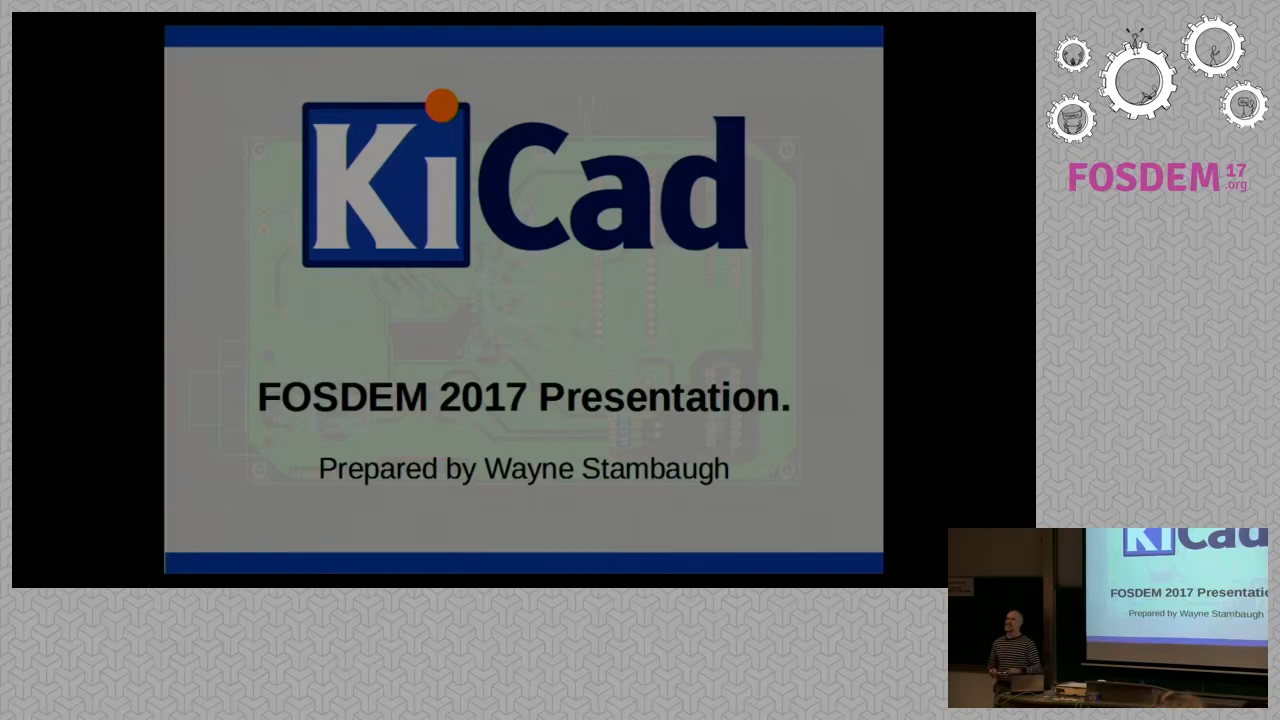 KiCad
FOSDEM 2017 Presentation.
Prepared by Wayne Stambaugh
FOSDEM 17
.org
KiCad
FOSDEM 2017 Presentatio
Prepared by Wayne Stambaugh